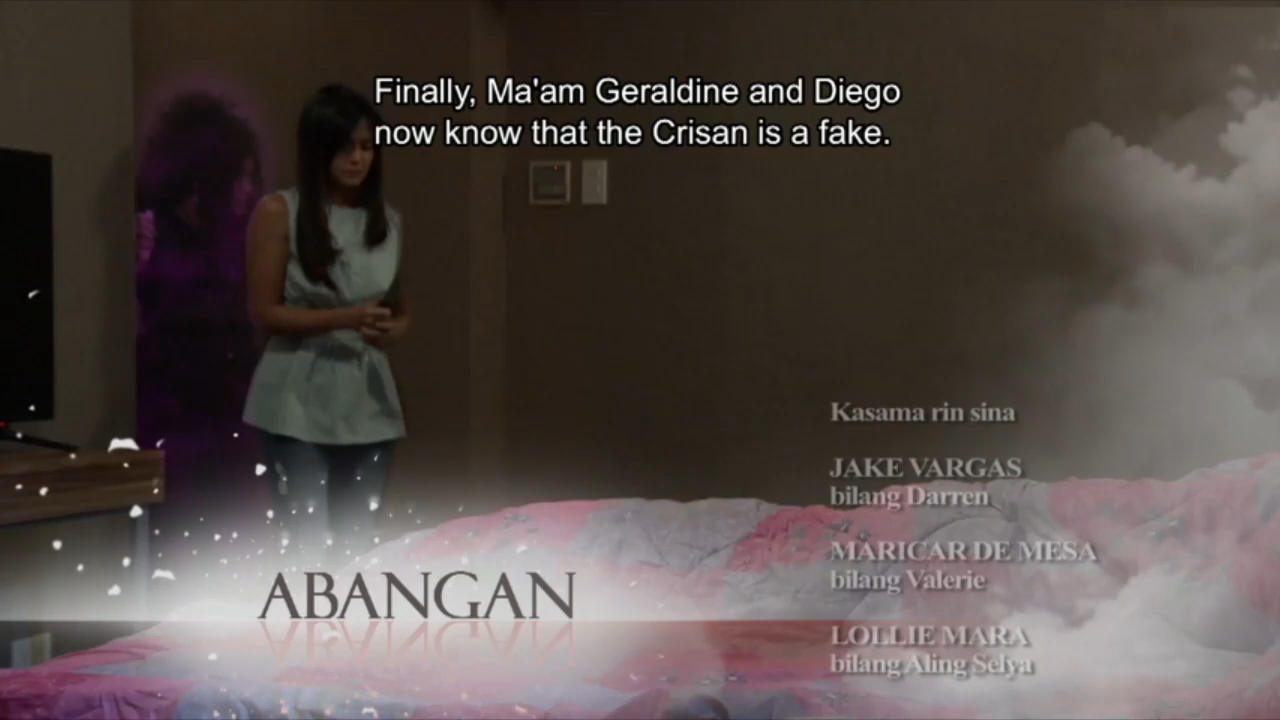 Finally, Ma'am Geraldine and Diego
now know that the Crisan is a fake.
Kasama rin sina
JAKE VARGAS
bilang Darren
MARICAR DE MESA
bilang Valerie
ABANGAN
LOLLIE MARA
bilang Aling Selya